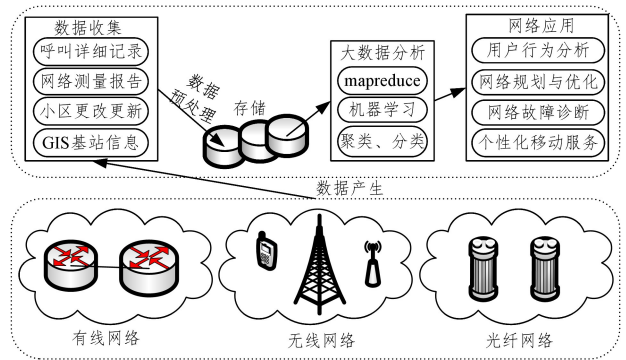 数据收集
呼叫详细记录
网络测量报告
小区更改更新
GIS基站信息
数据
预处理
存储
大数据分析
mapreduce
机器学习
聚类、分类
网络应用
用户行为分析
网络规划与优化
网络故障诊断
个性化移动服务
数据产生
有线网络
无线网络
光纤网络